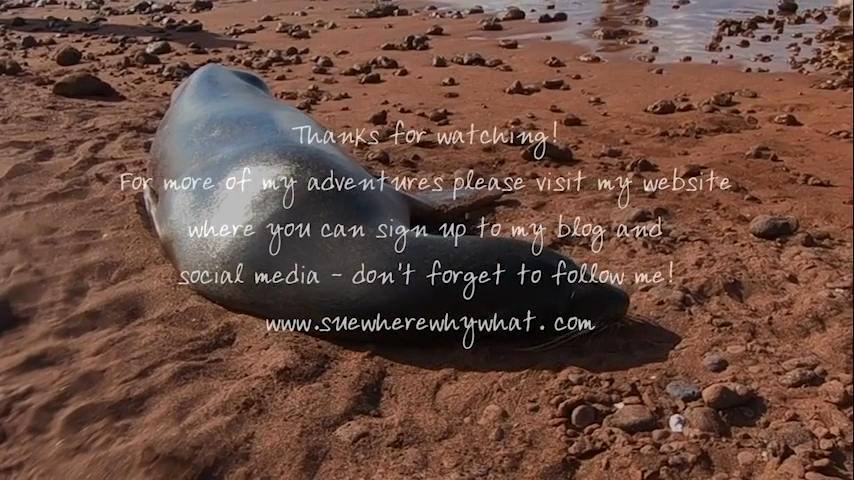 Thanks for watching!
For more of my adventures please visit my website
where you can sign up to my blog and
social media - don't forget to follow me!
www.suewherewhywhat.com